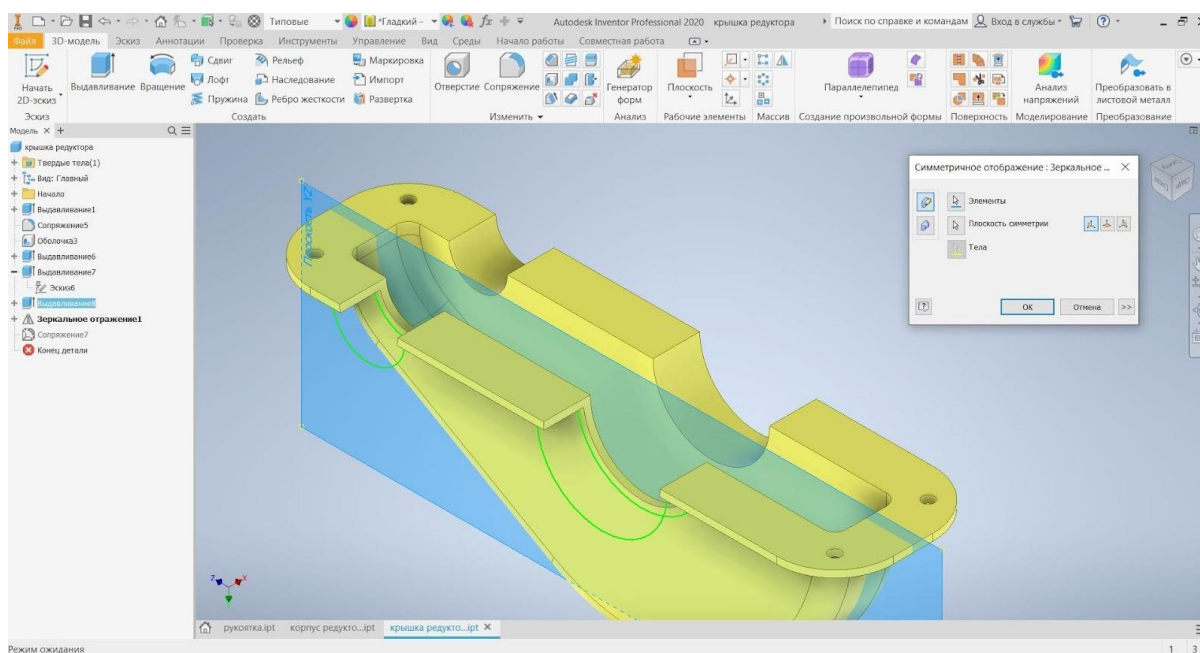 Типовые
*Гладкий -
Autodesk Inventor Professional 2020 крышка редуктора
Поиск по справке и командам
Вход в службы
Файл 3D-модель Эскиз Аннотации Проверка Инструменты Управление Вид Среды Начало работы Совместная работа
Начать
2D-эскиз
Выдавливание
Вращение
Сдвиг
Лофт
Пружина
Рельеф
Наследование
Ребро жесткости
Маркировка
Импорт
Развертка
Отверстие
Сопряжение
Генератор
форм
Плоскость
Параллелепипед
Анализ
напряжений
Преобразовать в
листовой металл
Эскиз Создать Изменить Анализ Рабочие элементы Массив Создание произвольной формы Поверхность Моделирование Преобразование
Модель
крышка редуктора
Твердые тела(1)
Вид: Главный
Начало
Выдавливание1
Сопряжение5
Оболочка3
Выдавливание6
Выдавливание7
Эскиз6
Выдавливание8
Зеркальное отражение1
Сопряжение7
Конец детали
Плоскость YZ
Симметричное отображение : Зеркальное ...
Элементы
Плоскость симметрии
Тела
ОК
Отмена
>>
Z
X
Y
рукоятка.ipt корпус редукто...ipt крышка редукто...ipt
Режим ожидания
1 3